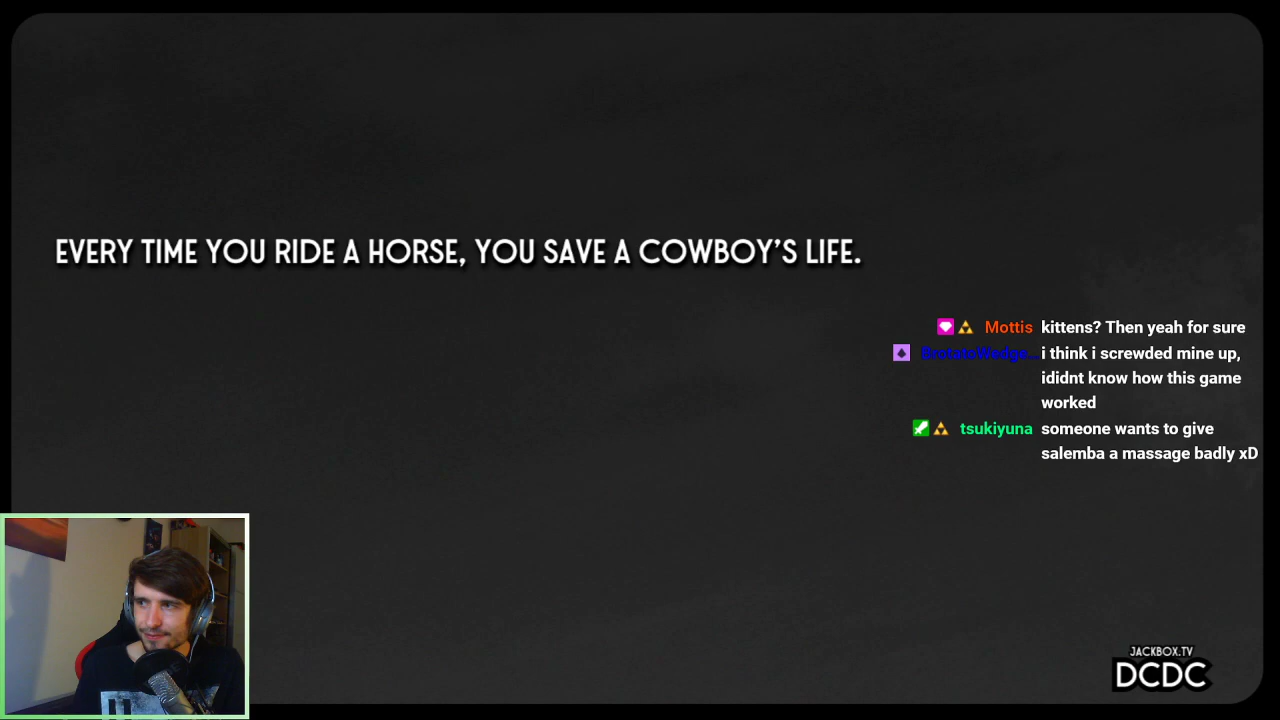 EVERY TIME YOU RIDE A HORSE, YOU SAVE A COWBOY'S LIFE.
Mottis kittens? Then yeah for sure
BrotatoWedge... i think i screwded mine up,
ididnt know how this game
worked
tsukiyuna someone wants to give
salemba a massage badly xD
JACKBOX.TV
DCDC